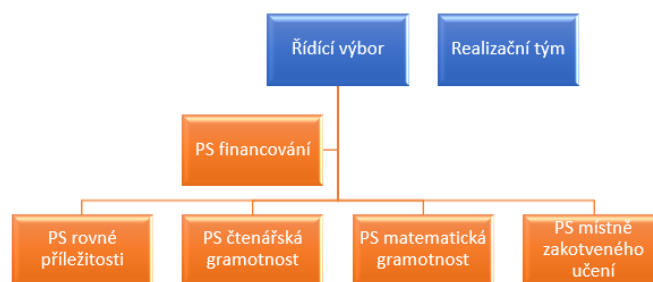 Řídící výbor
Realizační tým
PS financování
PS rovné
příležitosti
PS čtenářská
gramotnost
PS matematická
gramotnost
PS místně
zakotveného
učení